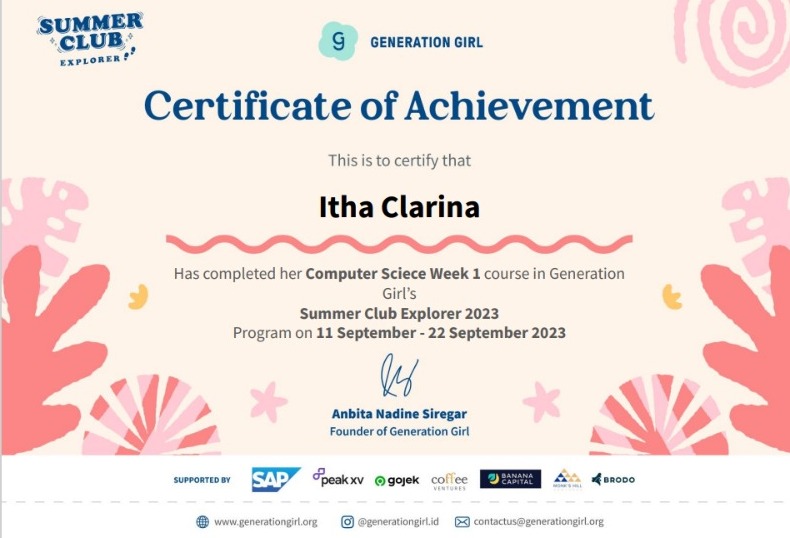 SUMMER
CLUB
EXPLORER
g GENERATION GIRL
Certificate of Achievement
This is to certify that
Itha Clarina
Has completed her Computer Sciece Week 1 course in Generation
Girl's
Summer Club Explorer 2023
Program on 11 September - 22 September 2023
Anbita Nadine Siregar
Founder of Generation Girl
SUPPORTED BY SAP peak xv gojek coffee VENTURES BANANA CAPITAL MONK'S HILL BRODO
www.generationgirl.org @generationgirl.id contactus@generationgirl.org